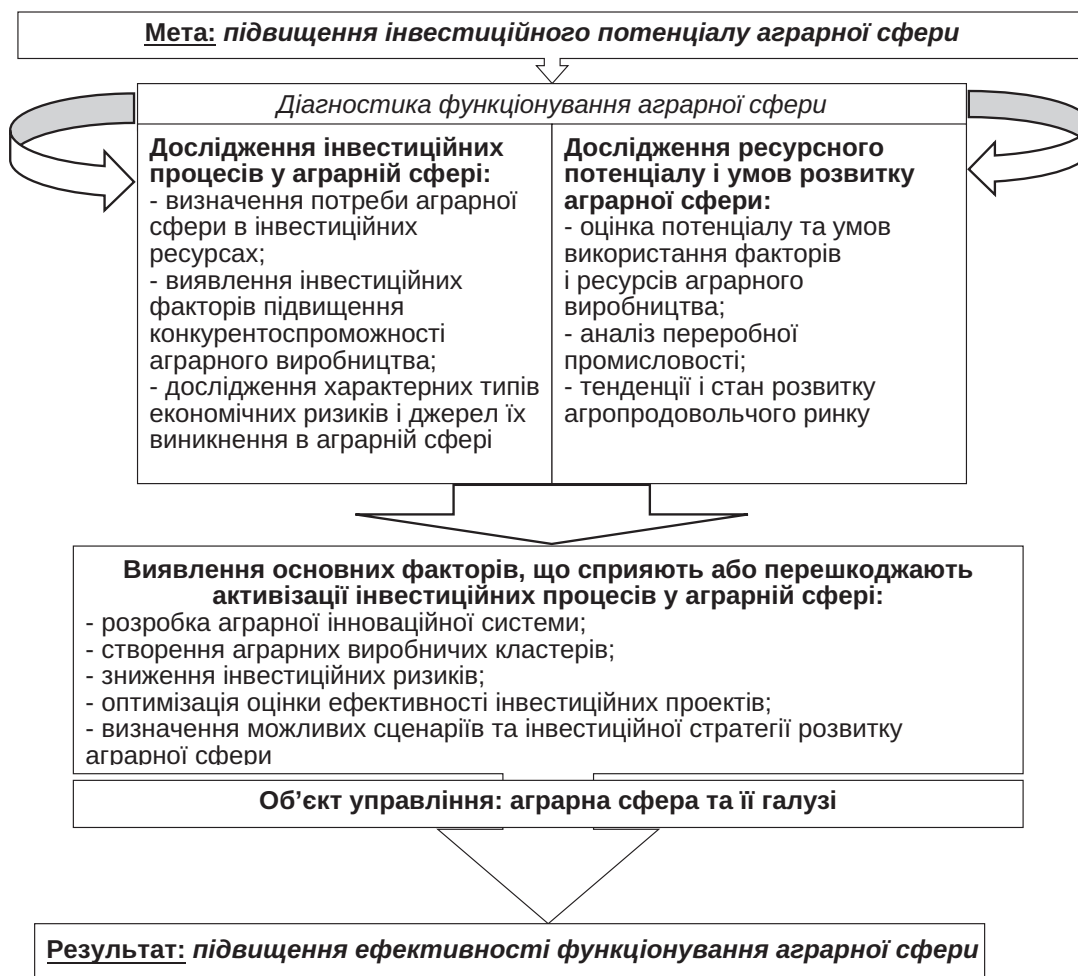 Мета: підвищення інвестиційного потенціалу аграрної сфери
Діагностика функціонування аграрної сфери
Дослідження інвестиційних
процесів у аграрній сфері:
- визначення потреби аграрної
сфери в інвестиційних
ресурсах;
- виявлення інвестиційних
факторів підвищення
конкурентоспроможності
аграрного виробництва;
- дослідження характерних типів
економічних ризиків і джерел їх
виникнення в аграрній сфері
Дослідження ресурсного
потенціалу і умов розвитку
аграрної сфери:
- оцінка потенціалу та умов
використання факторів
і ресурсів аграрного
виробництва;
- аналіз переробної
промисловості;
- тенденції і стан розвитку
агропродовольчого ринку
Виявлення основних факторів, що сприяють або перешкоджають
активізації інвестиційних процесів у аграрній сфері:
- розробка аграрної інноваційної системи;
- створення аграрних виробничих кластерів;
- зниження інвестиційних ризиків;
- оптимізація оцінки ефективності інвестиційних проектів;
- визначення можливих сценаріїв та інвестиційної стратегії розвитку
аграрної сфери
Об’єкт управління: аграрна сфера та її галузі
Результат: підвищення ефективності функціонування аграрної сфери